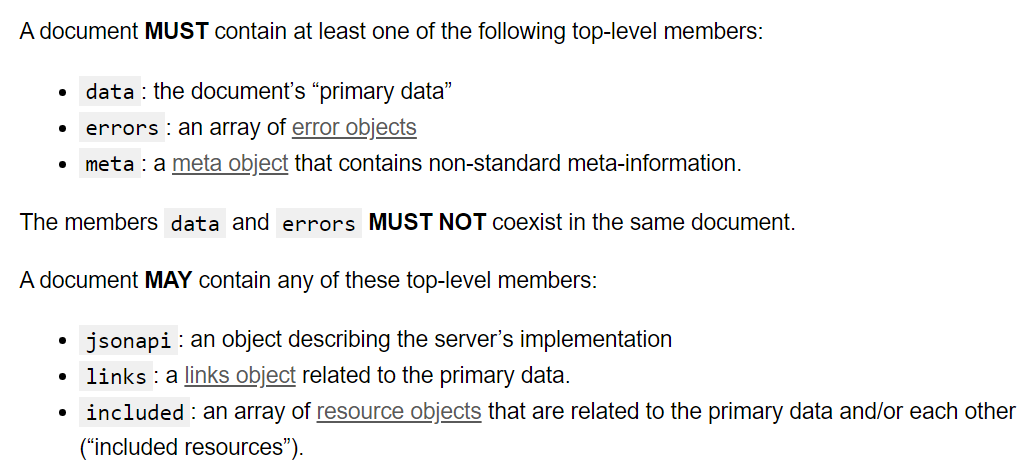 A document MUST contain at least one of the following top-level members:
• data: the document’s “primary data”
• errors: an array of error objects
• meta: a meta object that contains non-standard meta-information.
The members data and errors MUST NOT coexist in the same document.
A document MAY contain any of these top-level members:
• jsonapi: an object describing the server’s implementation
• links: a links object related to the primary data.
• included: an array of resource objects that are related to the primary data and/or each other
(“included resources”).